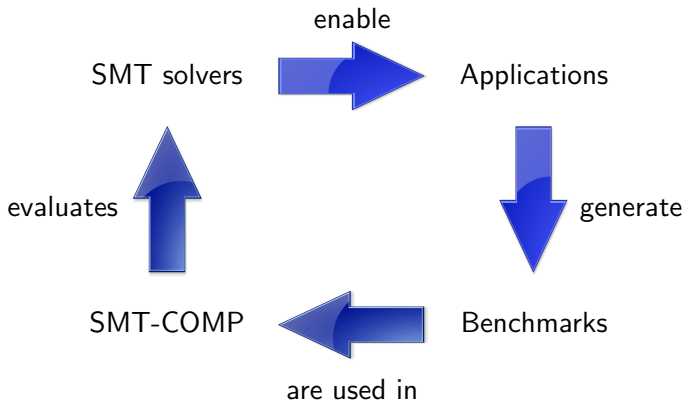 enable
SMT solvers
Applications
evaluates
generate
SMT-COMP
Benchmarks
are used in